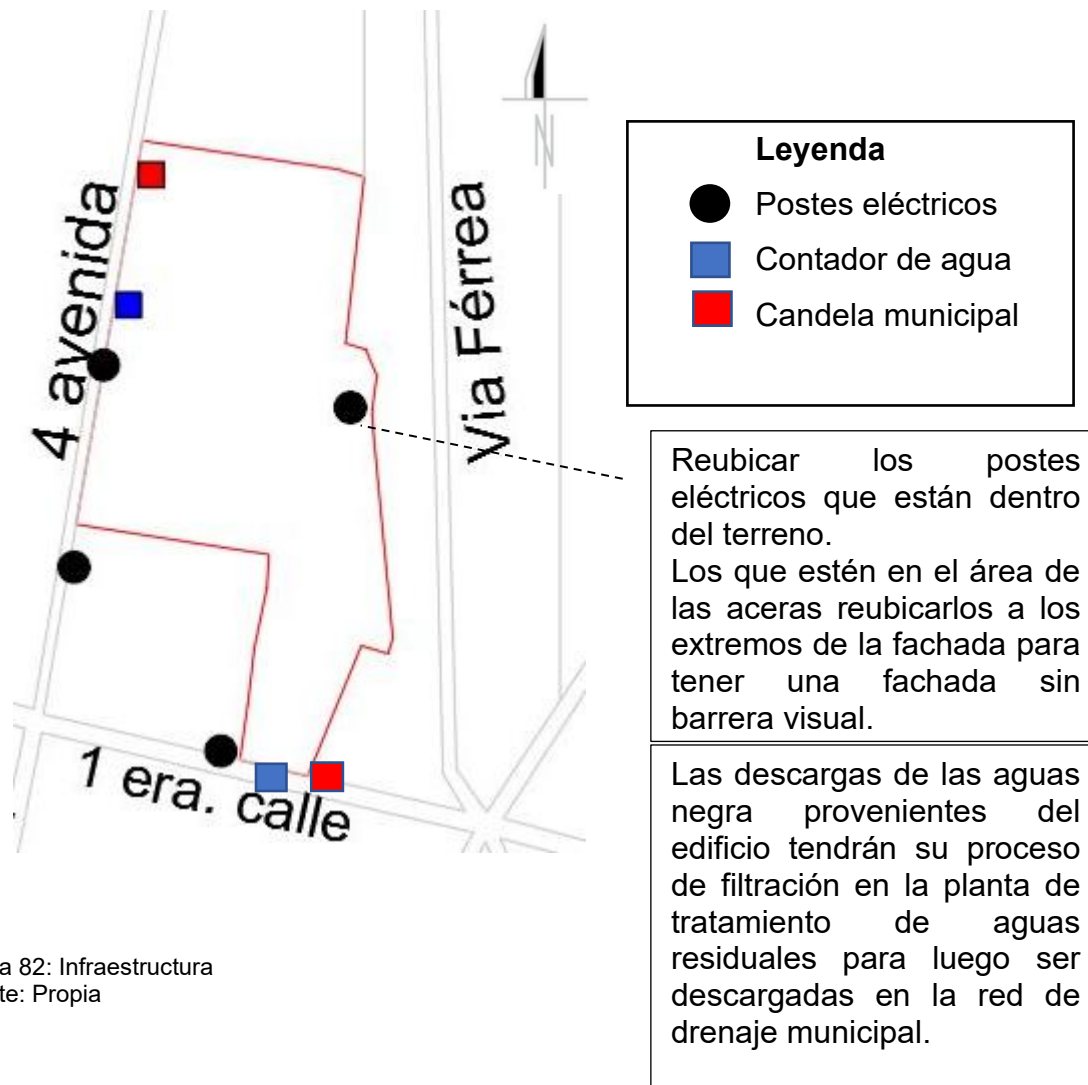 4 avenida
Via Férrea
N
1 era. calle
Leyenda
Postes eléctricos
Contador de agua
Candela municipal
Reubicar los postes
eléctricos que están dentro
del terreno.
Los que estén en el área de
las aceras reubicarlos a los
extremos de la fachada para
tener una fachada sin
barrera visual.
Las descargas de las aguas
negra provenientes del
edificio tendrán su proceso
de filtración en la planta de
tratamiento de aguas
residuales para luego ser
descargadas en la red de
drenaje municipal.
a 82: Infraestructura
te: Propia